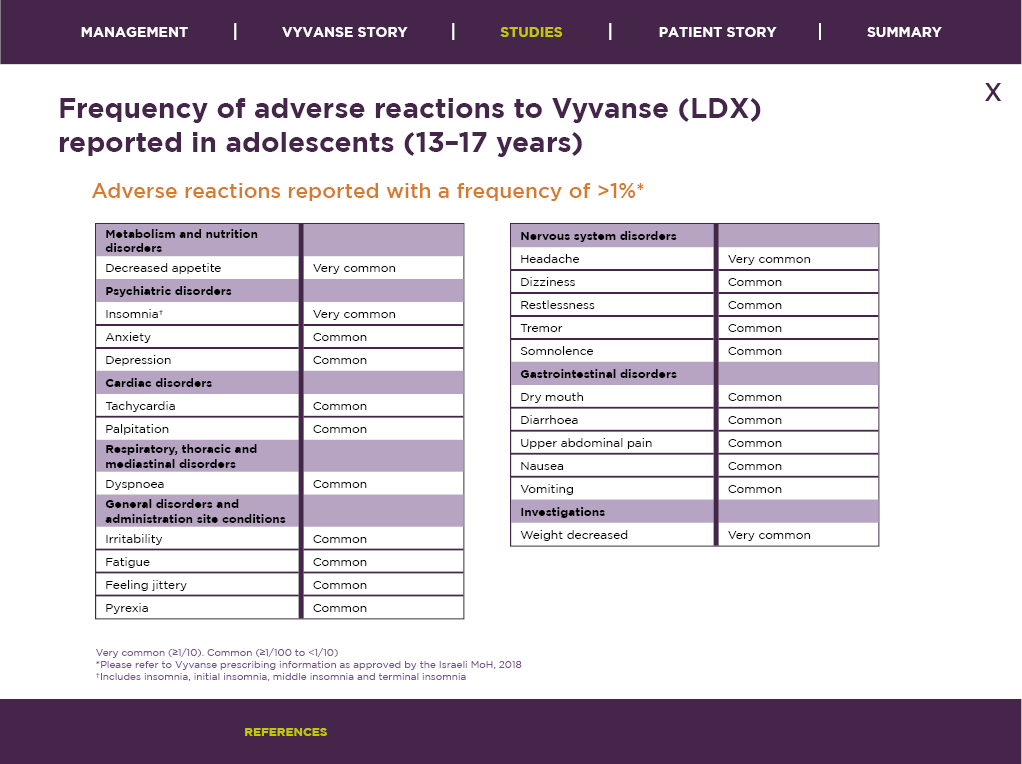 MANAGEMENT | VYVANSE STORY | STUDIES | PATIENT STORY | SUMMARY
X
Frequency of adverse reactions to Vyvanse (LDX)
reported in adolescents (13–17 years)
Adverse reactions reported with a frequency of >1%*
Metabolism and nutrition
disorders
Decreased appetite Very common
Psychiatric disorders
Insomnia† Very common
Anxiety Common
Depression Common
Cardiac disorders
Tachycardia Common
Palpitation Common
Respiratory, thoracic and
mediastinal disorders
Dyspnoea Common
General disorders and
administration site conditions
Irritability Common
Fatigue Common
Feeling jittery Common
Pyrexia Common
Nervous system disorders
Headache Very common
Dizziness Common
Restlessness Common
Tremor Common
Somnolence Common
Gastrointestinal disorders
Dry mouth Common
Diarrhoea Common
Upper abdominal pain Common
Nausea Common
Vomiting Common
Investigations
Weight decreased Very common
Very common (≥1/10). Common (≥1/100 to <1/10)
*Please refer to Vyvanse prescribing information as approved by the Israeli MoH, 2018
†Includes insomnia, initial insomnia, middle insomnia and terminal insomnia
REFERENCES